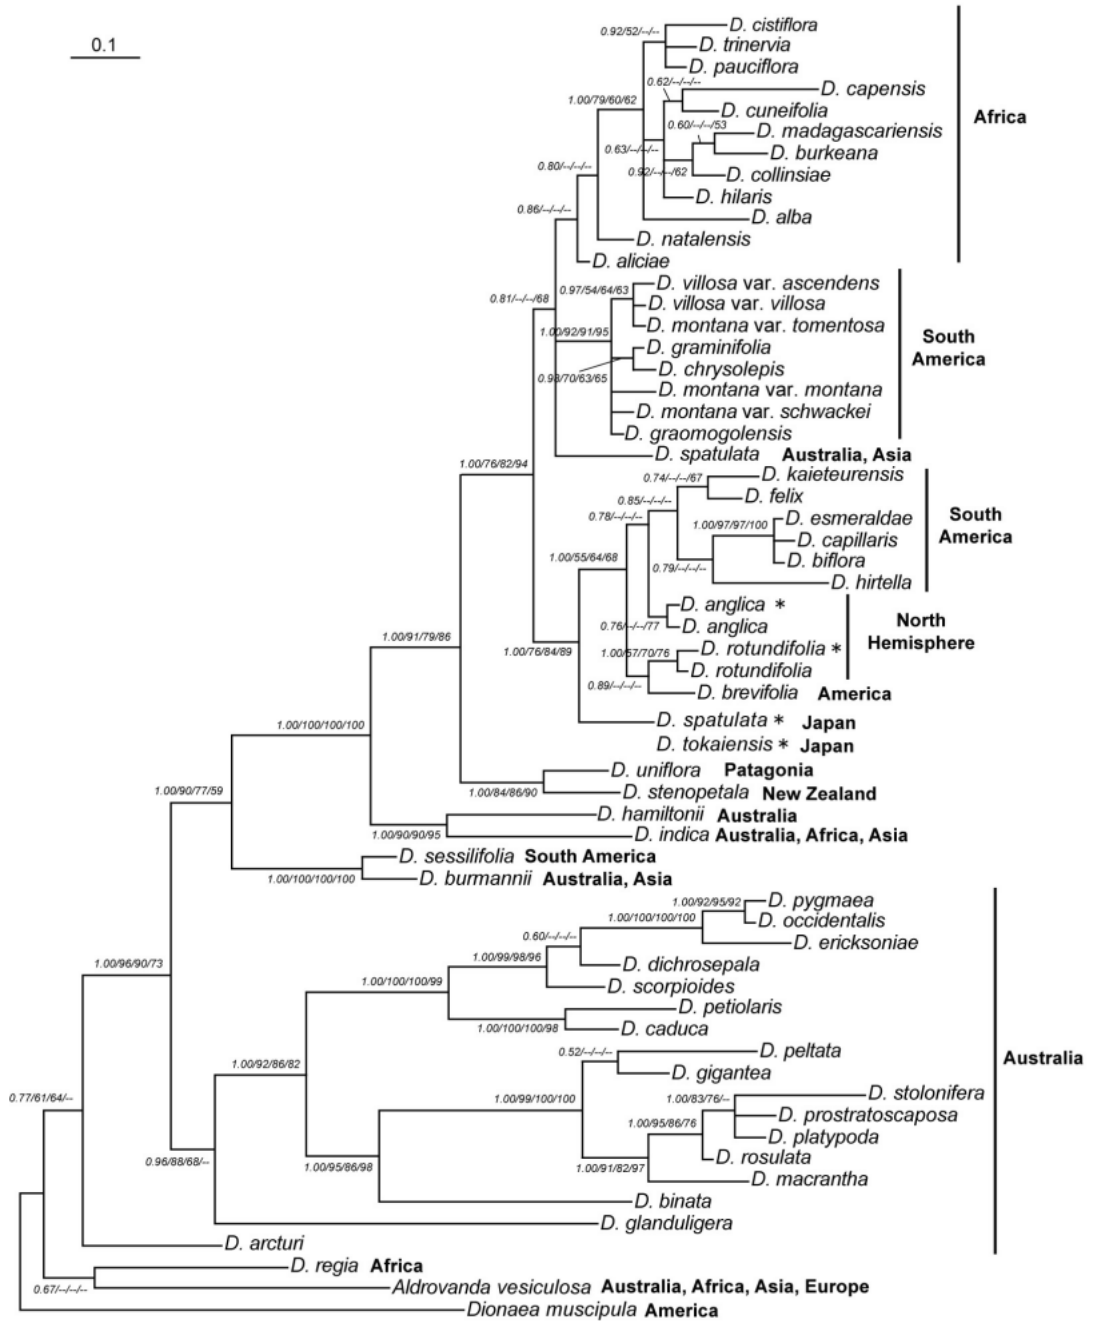 0.1
0.92/52/--/--
D. cistiflora
D. trinervia
D. pauciflora
0.62/--/--/--
D. capensis
1.00/79/60/62
D. cuneifolia
Africa
0.60/--/--/53
D. madagascariensis
0.63/--/--/--
D. burkeana
0.92/--/--/62
D. collinsiae
0.80/--/--/--
D. hilaris
0.86/--/--/--
D. alba
D. natalensis
D. aliciae
0.97/54/64/63
D. villosa var. ascendens
0.81/--/--/68
D. villosa var. villosa
1.00/92/91/95
D. montana var. tomentosa
South
America
D. graminifolia
D. chrysolepis
0.98/70/63/65
D. montana var. montana
D. montana var. schwackei
D. graomogolensis
D. spatulata Australia, Asia
1.00/76/82/94
0.74/--/--/67
D. kaieteurensis
0.85/--/--/--
D. felix
0.78/--/--/--
D. esmeraldae
South
America
1.00/97/97/100
D. capillaris
1.00/55/64/68
D. biflora
0.79/--/--/--
D. hirtella
D. anglica *
North
Hemisphere
0.76/--/--/77
D. anglica
1.00/91/79/86
1.00/76/84/89
1.00/57/70/76
D. rotundifolia *
D. rotundifolia
0.89/--/--/--
D. brevifolia America
1.00/100/100/100
D. spatulata * Japan
D. tokaiensis * Japan
D. uniflora Patagonia
1.00/84/86/90
D. stenopetala New Zealand
1.00/90/77/59
D. hamiltonii Australia
1.00/90/90/95
D. indica Australia, Africa, Asia
D. sessilifolia South America
1.00/100/100/100
D. burmannii Australia, Asia
1.00/92/95/92
D. pygmaea
1.00/100/100/100
D. occidentalis
0.60/--/--/--
D. ericksoniae
1.00/99/98/96
1.00/96/90/73
D. dichrosepala
1.00/100/100/99
D. scorpioides
D. petiolaris
1.00/100/100/98
D. caduca
0.52/--/--/--
D. peltata
Australia
1.00/92/86/82
D. gigantea
0.77/61/64/--
1.00/99/100/100
1.00/83/76/--
D. stolonifera
D. prostratoscaposa
1.00/95/86/76
D. platypoda
0.96/88/68/--
1.00/95/86/98
1.00/91/82/97
D. rosulata
D. macrantha
D. binata
D. glanduligera
D. arcturi
D. regia Africa
0.67/--/--/--
Aldrovanda vesiculosa Australia, Africa, Asia, Europe
Dionaea muscipula America